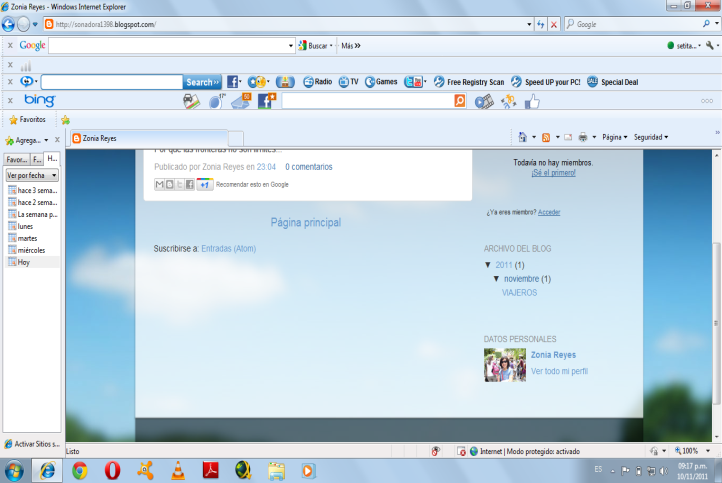 Zonia Reyes - Windows Internet Explorer
http://sonadora1398.blogspot.com/
Google
x Google
Buscar
Más »
setita...
x
x
Search
Radio
TV
Games
Free Registry Scan
Speed UP your PC!
Special Deal
x bing
17°
Favoritos
Agrega...
x
Zonia Reyes
Página
Seguridad
»
Favor...
F...
H...
Ver por fecha
hace 3 sema...
hace 2 sema...
La semana p...
lunes
martes
miércoles
Hoy
Por que las fronteras no son límites...
Publicado por Zonia Reyes en 23:04
0 comentarios
+1
Recomendar esto en Google
Página principal
Suscribirse a: Entradas (Atom)
Todavía no hay miembros.
¡Sé el primero!
¿Ya eres miembro? Acceder
ARCHIVO DEL BLOG
▼ 2011 (1)
▼ noviembre (1)
VIAJEROS
DATOS PERSONALES
Zonia Reyes
Ver todo mi perfil
Activar Sitios s...
Listo
Internet | Modo protegido: activado
100%
ES
09:17 p.m.
10/11/2011